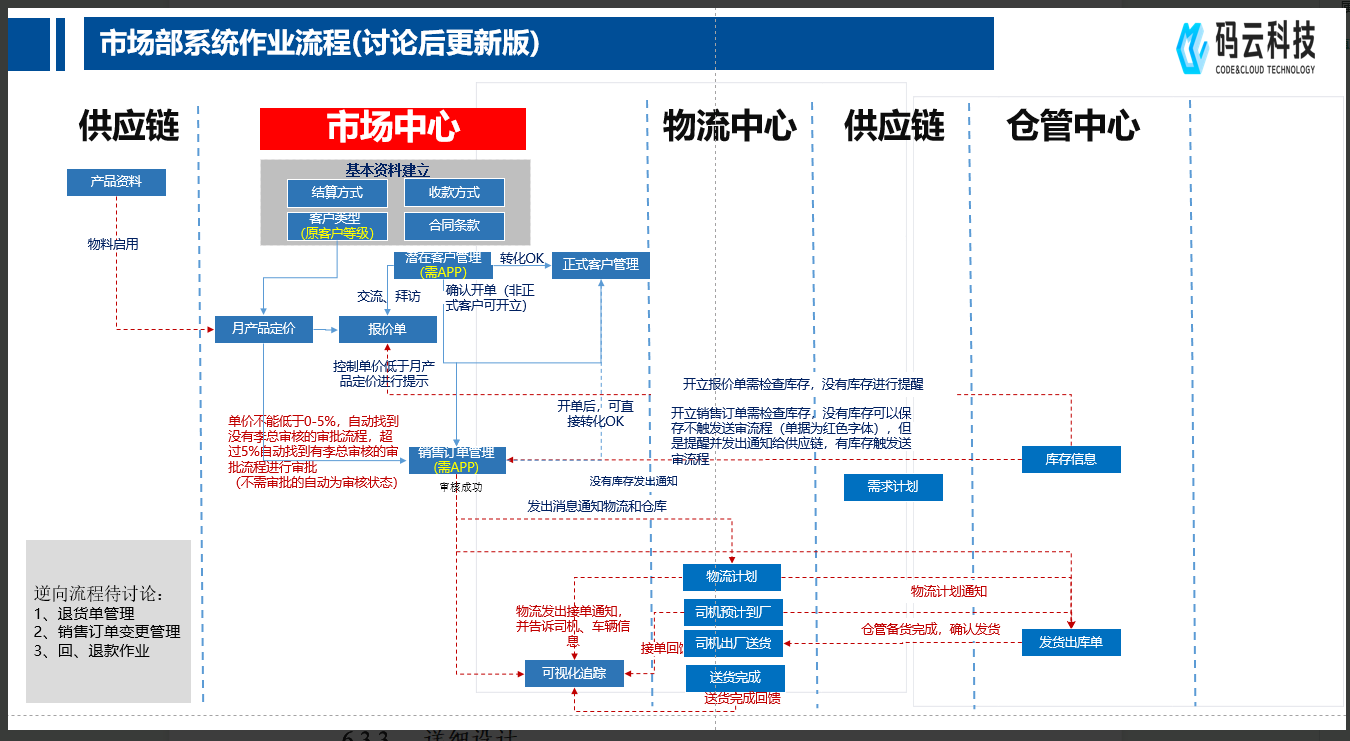 市场部系统作业流程(讨论后更新版)
码云科技
CODE&CLOUD TECHNOLOGY
供应链
市场中心
物流中心
供应链
仓管中心
基本资料建立
结算方式
收款方式
客户类型
(原客户等级)
合同条款
产品资料
物料启用
潜在客户管理
(需APP)
转化OK
正式客户管理
交流、拜访
确认开单（非正
式客户可开立）
月产品定价
报价单
控制单价低于月产
品定价进行提示
开立报价单需检查库存，没有库存进行提醒
开单后，可直
接转化OK
开立销售订单需检查库存，没有库存可以保
存不触发送审流程（单据为红色字体），但
是提醒并发出通知给供应链，有库存触发送
审流程
单价不能低于0-5%，自动找到
没有李总审核的审批流程，超
过5%自动找到有李总审核的审
批流程进行审批
（不需审批的自动为审核状态）
销售订单管理
(需APP)
审核成功
库存信息
没有库存发出通知
需求计划
发出消息通知物流和仓库
物流计划
物流计划通知
司机预计到厂
物流发出接单通知，
并告诉司机、车辆信
息
仓管备货完成，确认发货
司机出厂送货
接单回馈
发货出库单
可视化追踪
送货完成
送货完成回馈
逆向流程待讨论：
1、退货单管理
2、销售订单变更管理
3、回、退款作业
6.3.3 详细设计